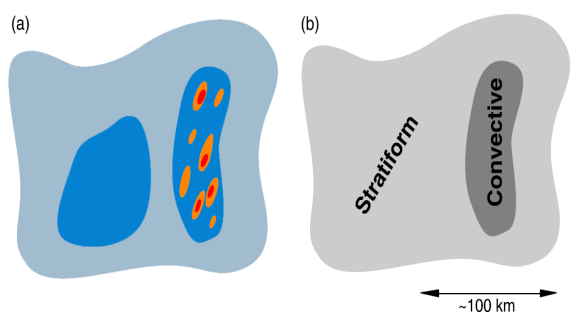 (a)
(b)
Stratiform
Convective
~100 km